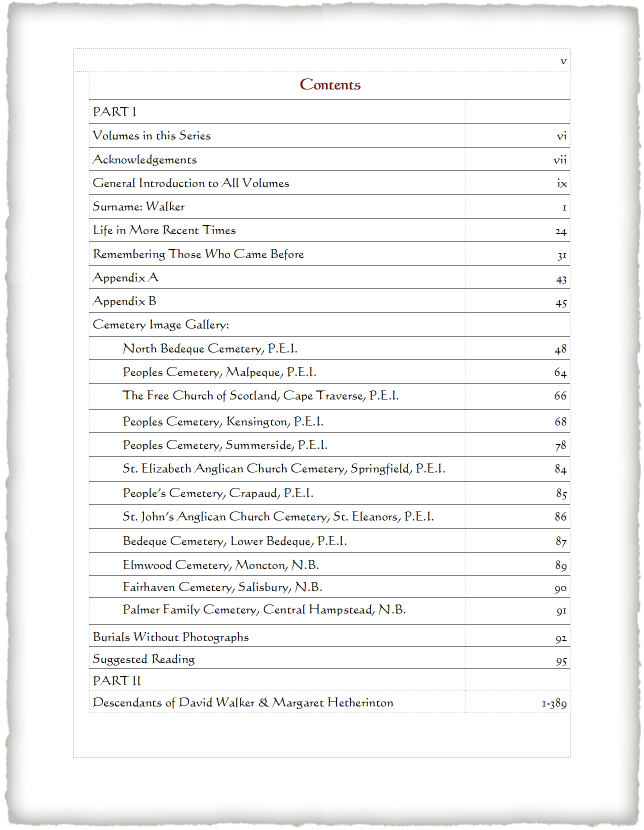 v
Contents
PART I
Volumes in this Series vi
Acknowledgements vii
General Introduction to All Volumes ix
Surname: Walker 1
Life in More Recent Times 24
Remembering Those Who Came Before 31
Appendix A 43
Appendix B 45
Cemetery Image Gallery:
North Bedeque Cemetery, P.E.I. 48
Peoples Cemetery, Malpeque, P.E.I. 64
The Free Church of Scotland, Cape Traverse, P.E.I. 66
Peoples Cemetery, Kensington, P.E.I. 68
Peoples Cemetery, Summerside, P.E.I. 78
St. Elizabeth Anglican Church Cemetery, Springfield, P.E.I. 84
People's Cemetery, Crapaud, P.E.I. 85
St. John's Anglican Church Cemetery, St. Eleanors, P.E.I. 86
Bedeque Cemetery, Lower Bedeque, P.E.I. 87
Elmwood Cemetery, Moncton, N.B. 89
Fairhaven Cemetery, Salisbury, N.B. 90
Palmer Family Cemetery, Central Hampstead, N.B. 91
Burials Without Photographs 92
Suggested Reading 95
PART II
Descendants of David Walker & Margaret Hetherinton 1-389